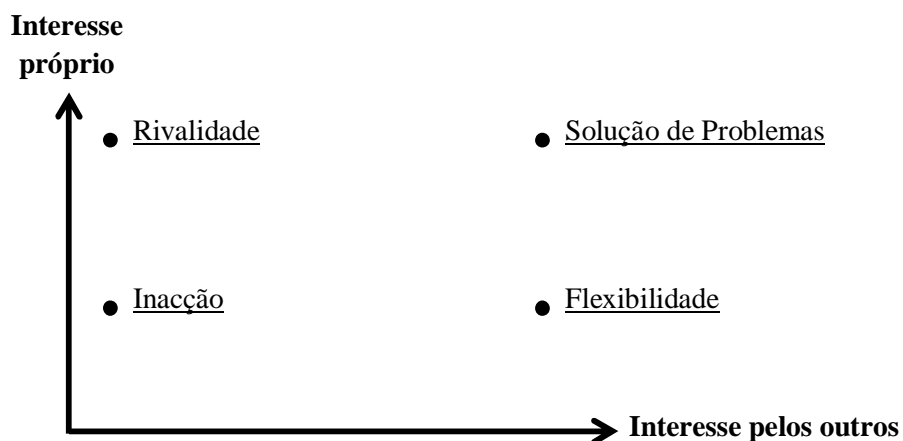 Interesse
próprio
Rivalidade
Solução de Problemas
Inacção
Flexibilidade
Interesse pelos outros